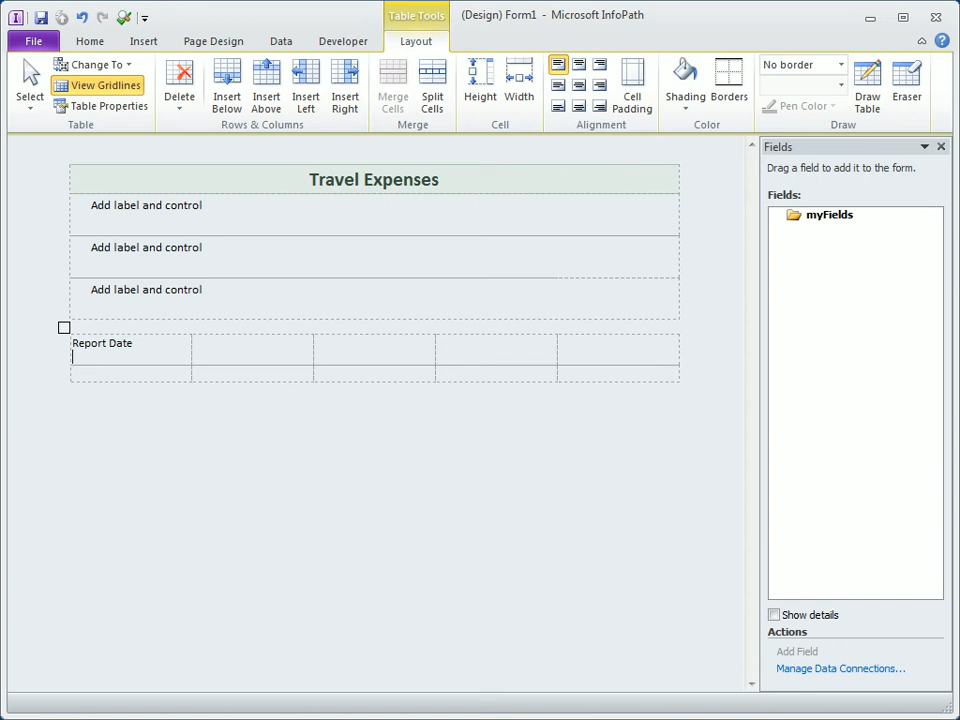 Table Tools
(Design) Form1 - Microsoft InfoPath
File
Home
Insert
Page Design
Data
Developer
Layout
Select
Change To
View Gridlines
Table Properties
Table
Delete
Insert Below
Insert Above
Insert Left
Insert Right
Rows & Columns
Merge Cells
Split Cells
Merge
Height
Width
Cell
Cell Padding
Alignment
Shading
Borders
Color
No border
Pen Color
Draw Table
Eraser
Draw
Travel Expenses
Add label and control
Add label and control
Add label and control
Report Date
Fields
Drag a field to add it to the form.
Fields:
myFields
Show details
Actions
Add Field
Manage Data Connections...